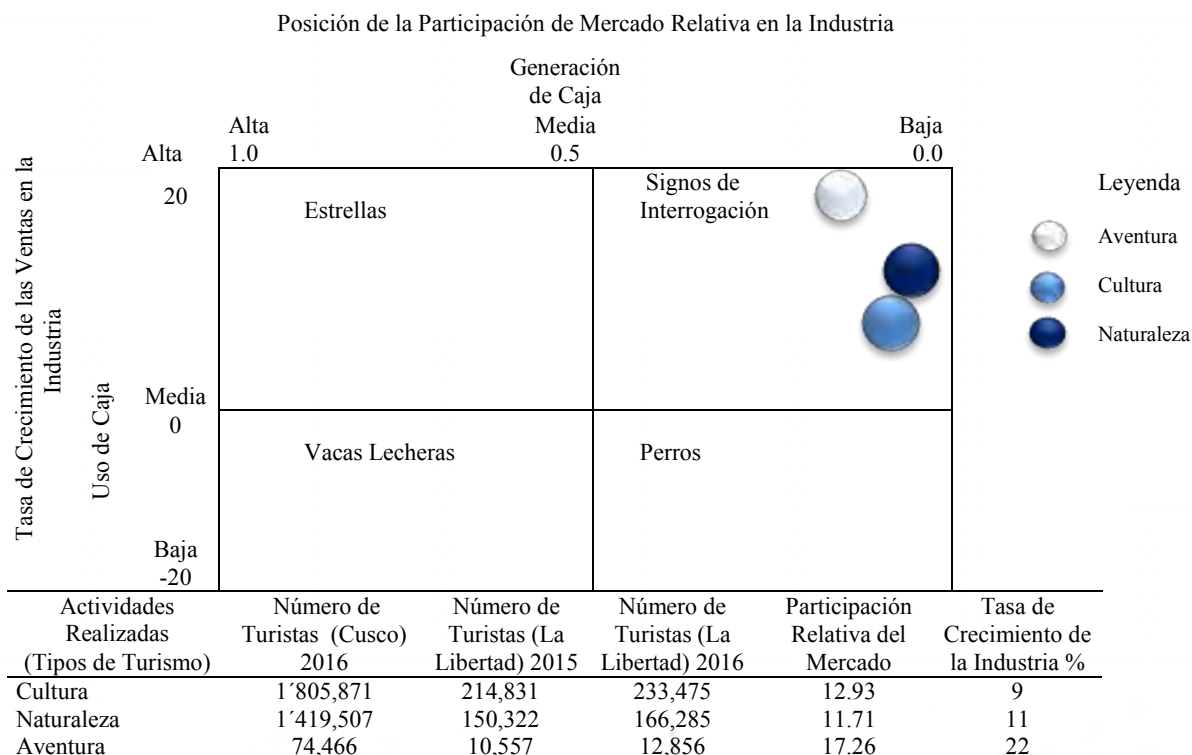 Posición de la Participación de Mercado Relativa en la Industria
Generación
de Caja
Alta Media Baja
1.0 0.5 0.0
Tasa de Crecimiento de las Ventas en la
Industria
Uso de Caja
Alta
20
Media
0
Baja
-20
Estrellas
Signos de
Interrogación
Vacas Lecheras
Perros
Leyenda
Aventura
Cultura
Naturaleza
Actividades Número de Número de Número de Participación Tasa de
Realizadas Turistas (Cusco) Turistas (La Turistas (La Relativa del Crecimiento de
(Tipos de Turismo) 2016 Libertad) 2015 Libertad) 2016 Mercado la Industria %
Cultura 1´805,871 214,831 233,475 12.93 9
Naturaleza 1´419,507 150,322 166,285 11.71 11
Aventura 74,466 10,557 12,856 17.26 22